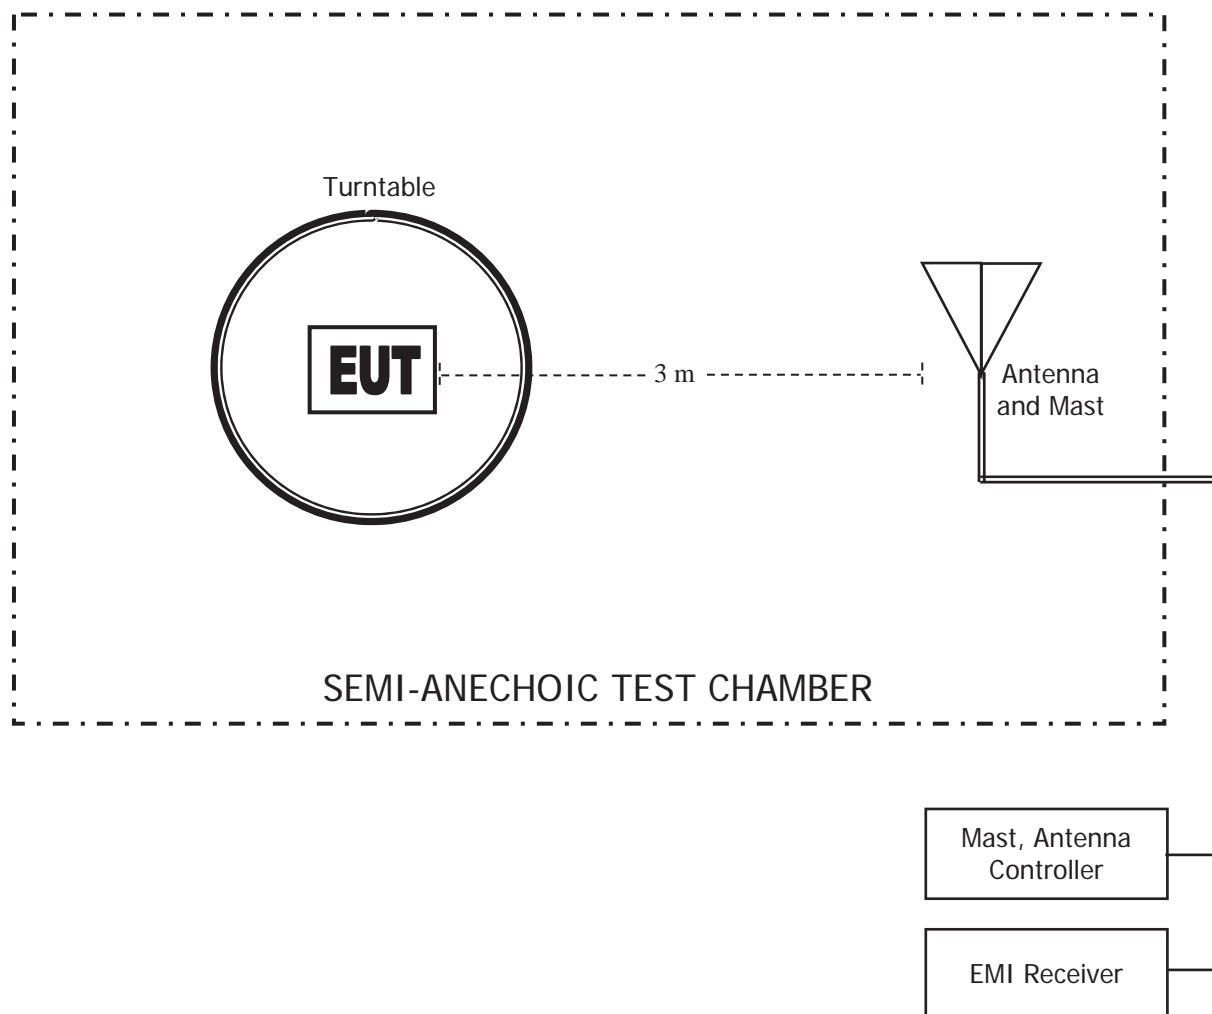 Turntable
EUT
3 m
Antenna
and Mast
SEMI-ANECHOIC TEST CHAMBER
Mast, Antenna
Controller
EMI Receiver